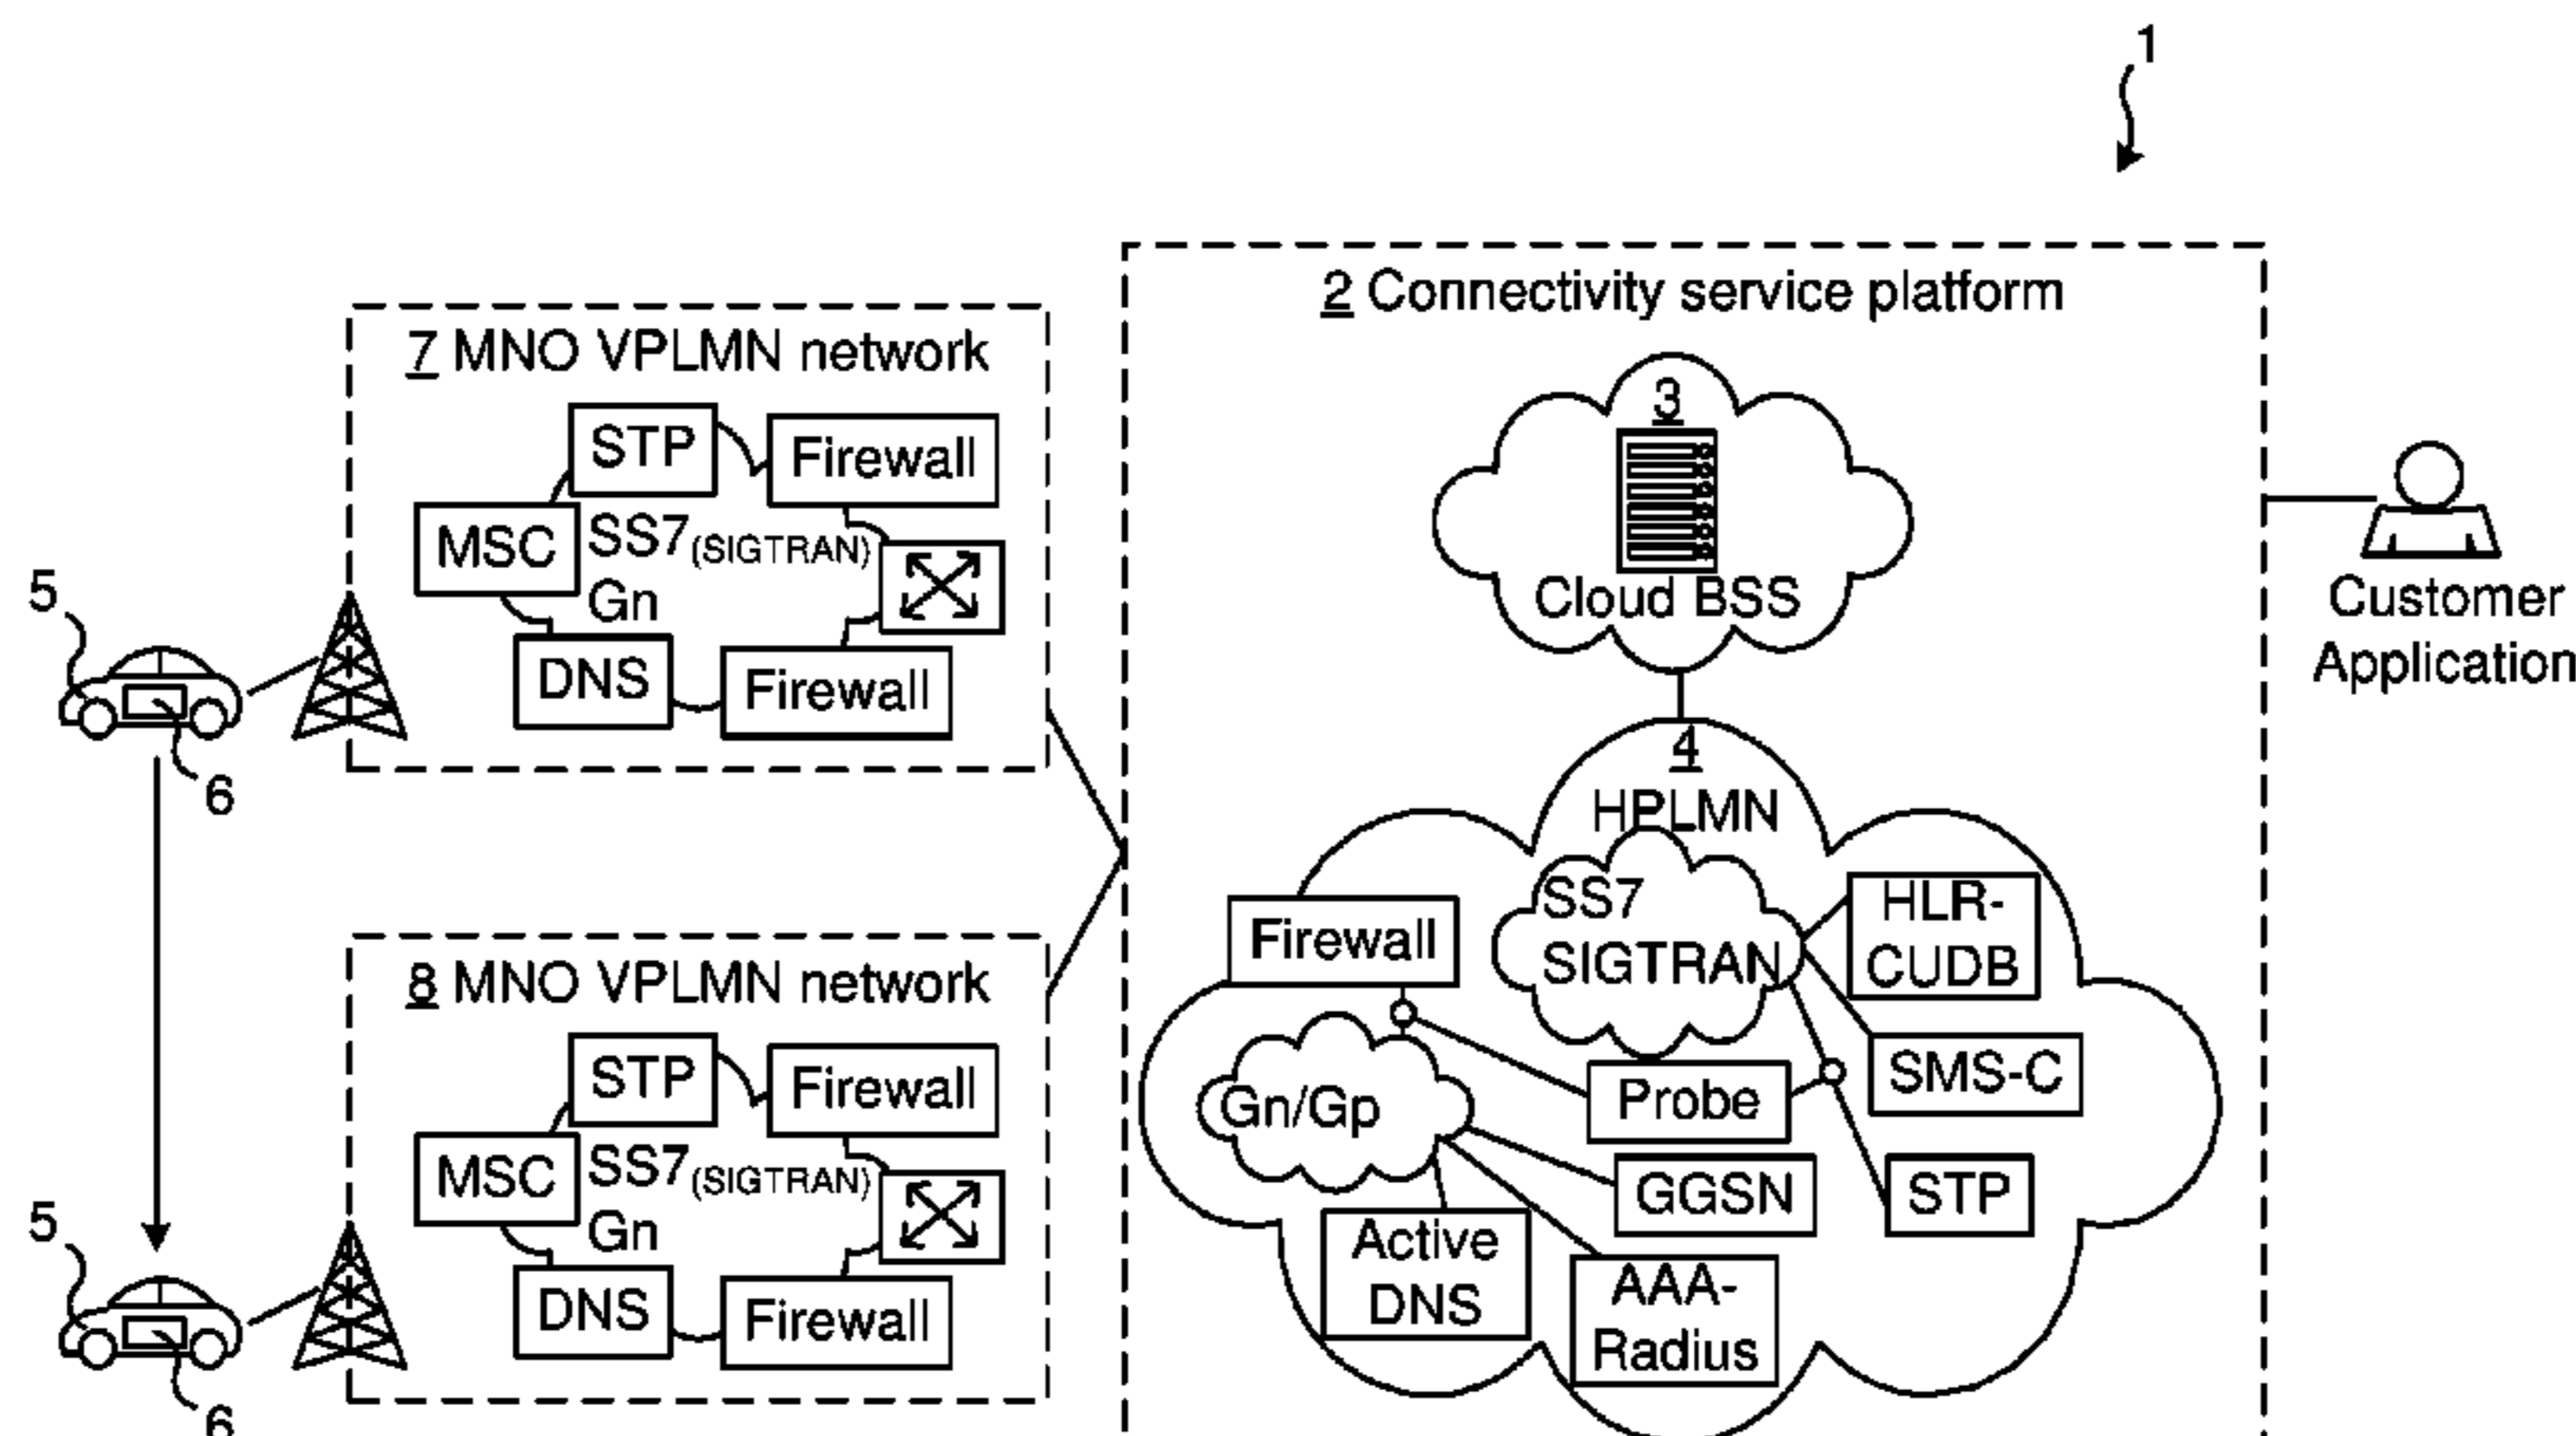 1
2 Connectivity service platform
7 MNO VPLMN network
STP
Firewall
MSC
SS7(SIGTRAN)
Gn
DNS
Firewall
5
6
3
Cloud BSS
Customer
Application
4
HPLMN
SS7
SIGTRAN
HLR-
CUDB
Firewall
SMS-C
Probe
Gn/Gp
GGSN
STP
Active
DNS
AAA-
Radius
8 MNO VPLMN network
STP
Firewall
MSC
SS7(SIGTRAN)
Gn
DNS
Firewall
5
6